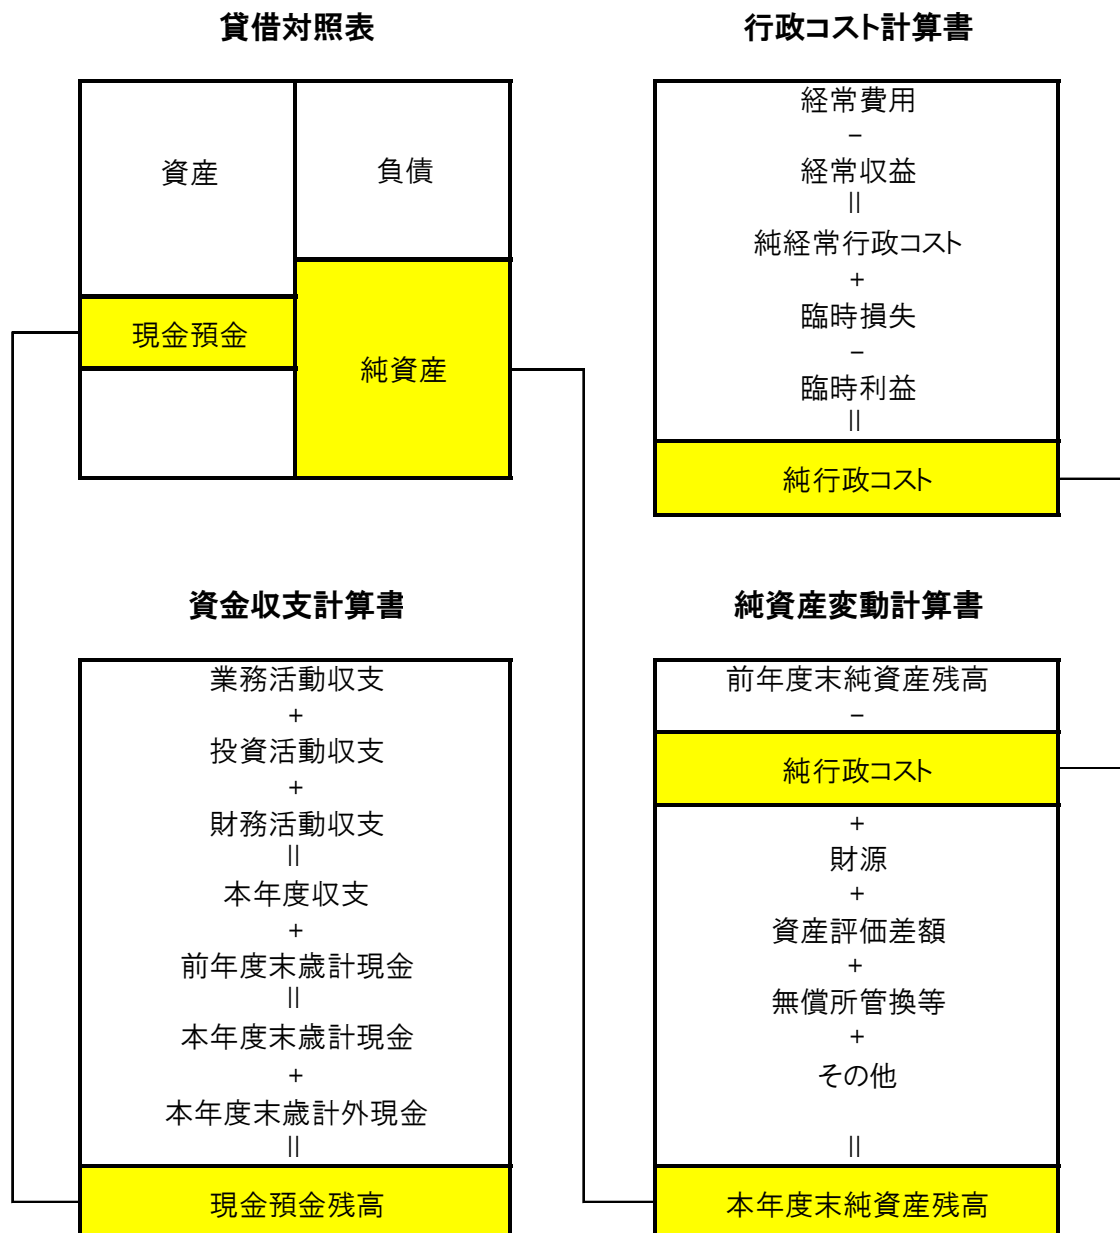 貸借対照表
資産
負債
現金預金
純資産
行政コスト計算書
経常費用
－
経常収益
||
純経常行政コスト
+
臨時損失
－
臨時利益
||
純行政コスト
資金収支計算書
業務活動収支
+
投資活動収支
+
財務活動収支
||
本年度収支
+
前年度末歳計現金
||
本年度末歳計現金
+
本年度末歳計外現金
||
現金預金残高
純資産変動計算書
前年度末純資産残高
－
純行政コスト
+
財源
+
資産評価差額
+
無償所管換等
+
その他
||
本年度末純資産残高